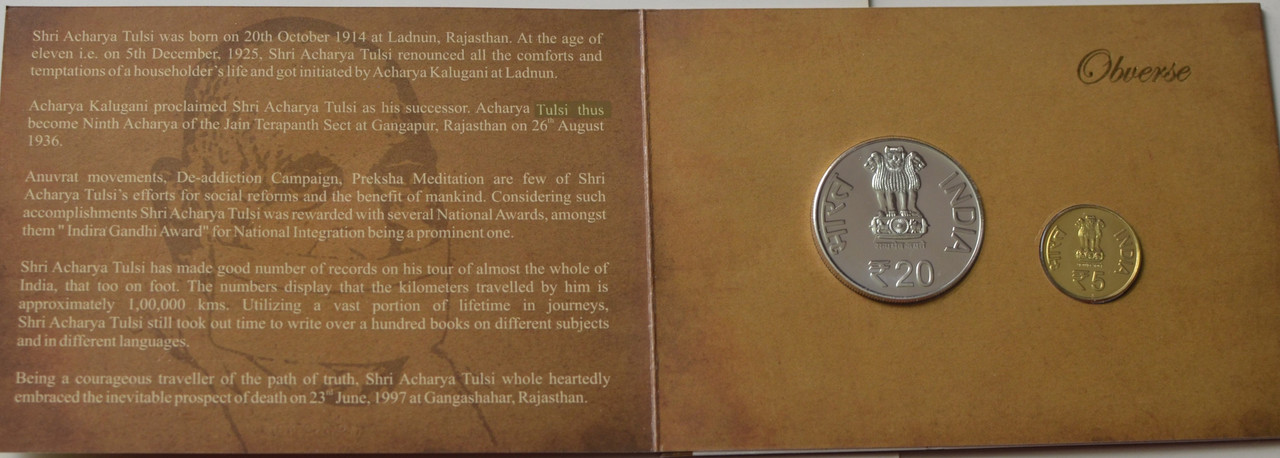 Shri Acharya Tulsi was born on 20th October 1914 at Ladnun, Rajasthan. At the age of
eleven i.e. on 5th December, 1925, Shri Acharya Tulsi renounced all the comforts and
temptations of a householder's life and got initiated by Acharya Kalugani at Ladnun.
Acharya Kalugani proclaimed Shri Acharya Tulsi as his successor. Acharya Tulsi thus
become Ninth Acharya of the Jain Terapanth Sect at Gangapur, Rajasthan on 26th August
1936.
Anuvrat movements, De-addiction Campaign, Preksha Meditation are few of Shri
Acharya Tulsi's efforts for social reforms and the benefit of mankind. Considering such
accomplishments Shri Acharya Tulsi was rewarded with several National Awards, amongst
them " Indira Gandhi Award" for National Integration being a prominent one.
Shri Acharya Tulsi has made good number of records on his tour of almost the whole of
India, that too on foot. The numbers display that the kilometers travelled by him is
approximately 1,00,000 kms. Utilizing a vast portion of lifetime in journeys,
Shri Acharya Tulsi still took out time to write over a hundred books on different subjects
and in different languages.
Being a courageous traveller of the path of truth, Shri Acharya Tulsi whole heartedly
embraced the inevitable prospect of death on 23rd June, 1997 at Gangashahar, Rajasthan.
Obverse
भारत
INDIA
₹20
भारत
INDIA
₹5